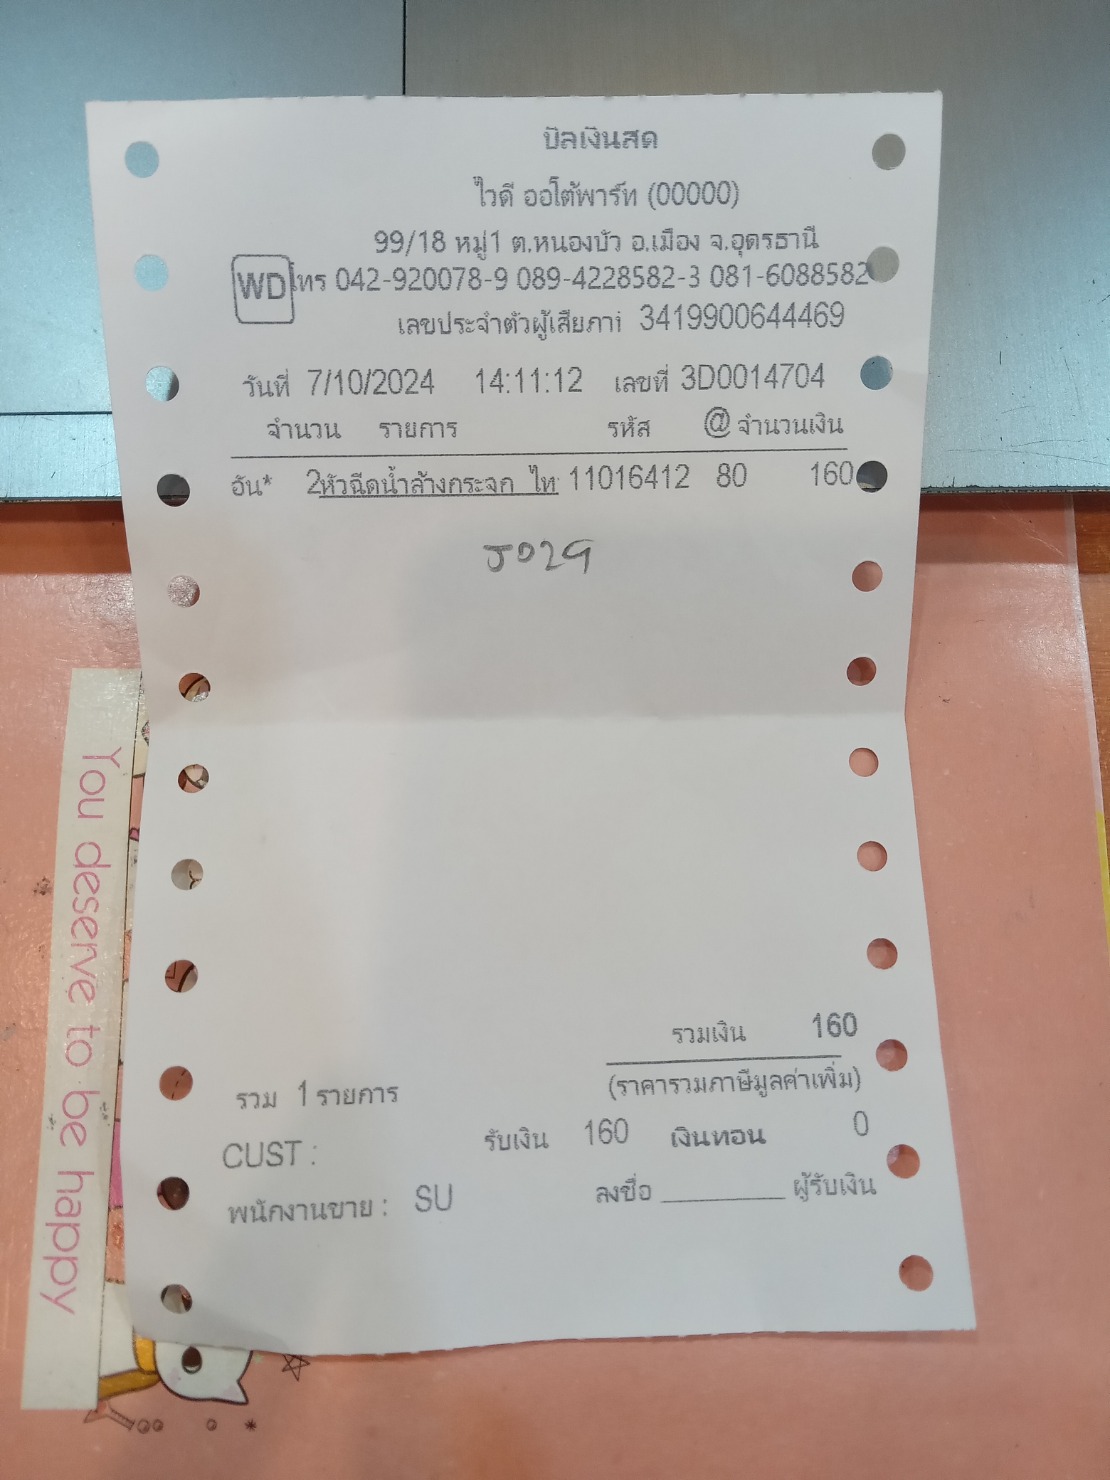 บิลเงินสด
ไวดี ออโต้พาร์ท (00000)
99/18 หมู่1 ต.หนองบัว อ.เมือง จ.อุดรธานี
WD โทร 042-920078-9 089-4228582-3 081-6088582
เลขประจำตัวผู้เสียภาษี 3419900644469
วันที่ 7/10/2024 14:11:12 เลขที่ 3D0014704
จำนวน รายการ รหัส @ จำนวนเงิน
อัน* 2หัวฉีดน้ำล้างกระจก ไท 11016412 80 160
รวมเงิน 160
(ราคารวมภาษีมูลค่าเพิ่ม)
รวม 1 รายการ
CUST : รับเงิน 160 เงินทอน 0
พนักงานขาย : SU ลงชื่อ ผู้รับเงิน
You deserve to be happy